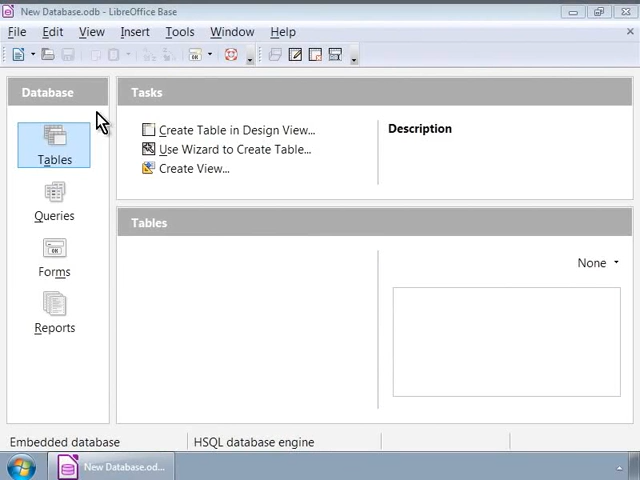 New Database.odb - LibreOffice Base
File Edit View Insert Tools Window Help
Database
Tables
Queries
Forms
Reports
Tasks
Create Table in Design View...
Use Wizard to Create Table...
Create View...
Description
Tables
None
Embedded database
HSQL database engine
New Database.od...